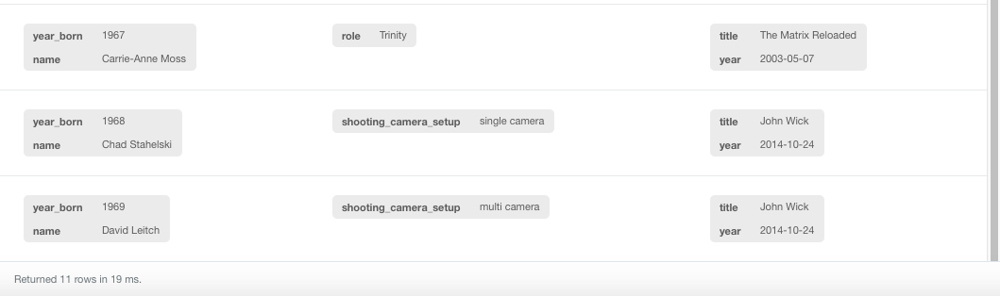 year_born 1967 role Trinity title The Matrix Reloaded
name Carrie-Anne Moss year 2003-05-07
year_born 1968 shooting_camera_setup single camera title John Wick
name Chad Stahelski year 2014-10-24
year_born 1969 shooting_camera_setup multi camera title John Wick
name David Leitch year 2014-10-24
Returned 11 rows in 19 ms.